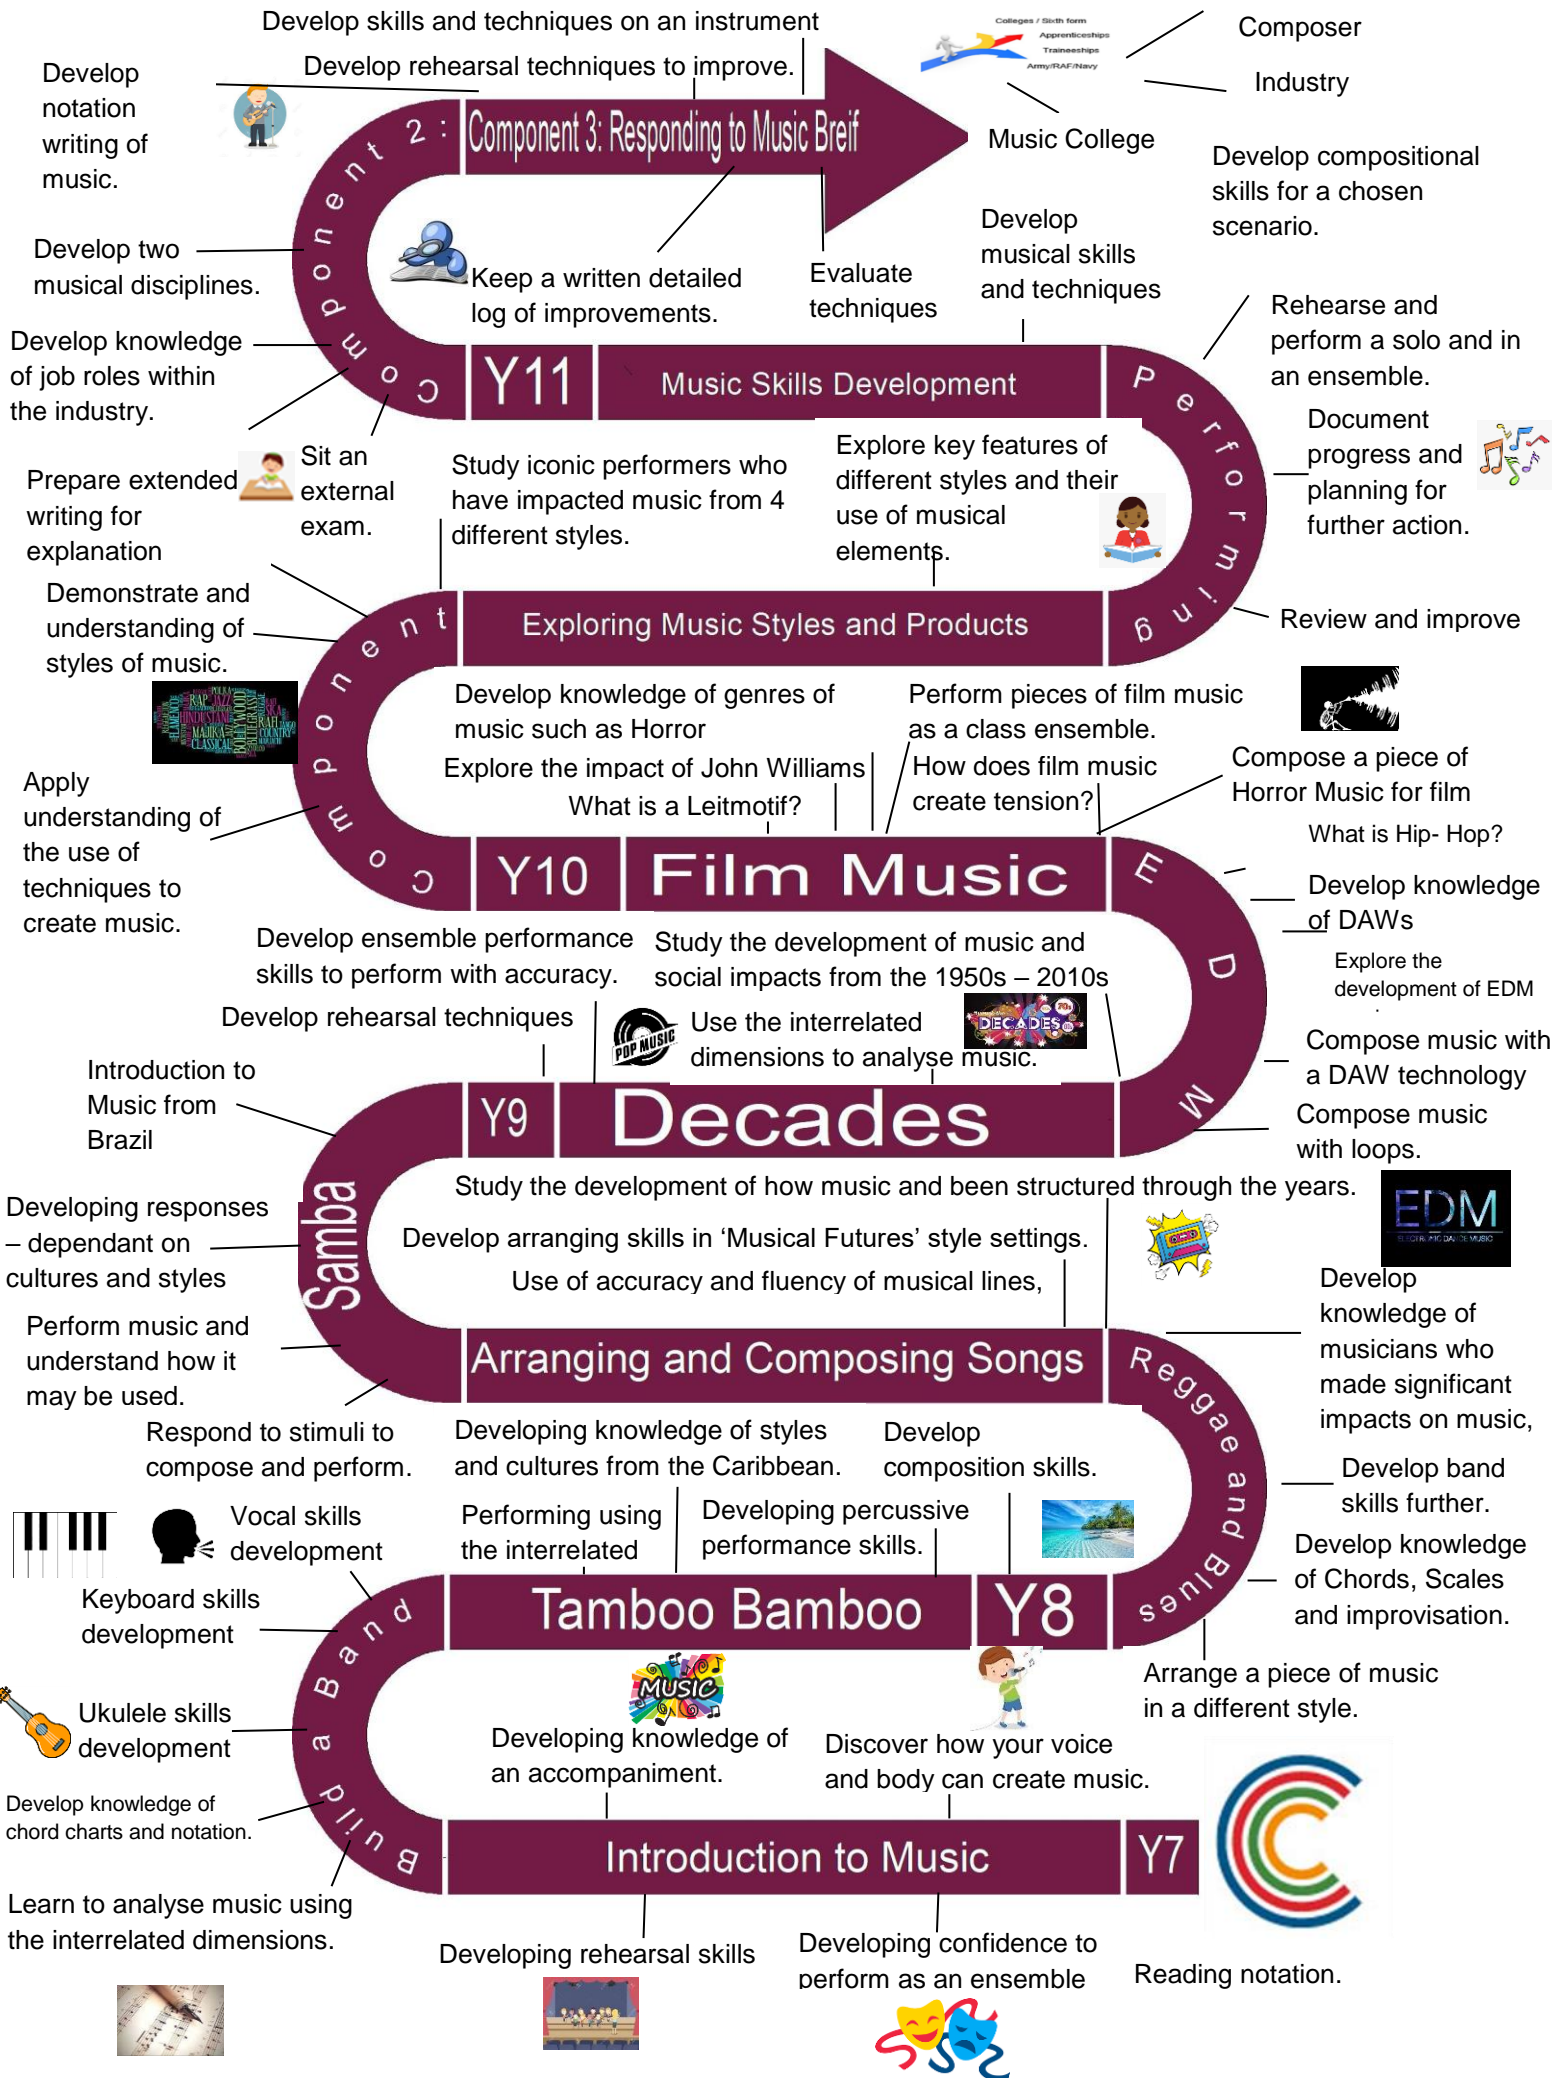 Develop skills and techniques on an instrument
Develop rehearsal techniques to improve.
Colleges / Sixth form
Apprenticeships
Traineeships
Army/RAF/Navy
Composer
Industry
Music College
Develop
notation
writing of
music.
Component 2:
Component 3: Responding to Music Breif
Develop compositional
skills for a chosen
scenario.
Develop two
musical disciplines.
Keep a written detailed
log of improvements.
Evaluate
techniques
Develop
musical skills
and techniques
Rehearse and
perform a solo and in
an ensemble.
Develop knowledge
of job roles within
the industry.
Y11
Music Skills Development
Performing
Document
progress and
planning for
further action.
Prepare extended
writing for
explanation
Sit an
external
exam.
Study iconic performers who
have impacted music from 4
different styles.
Explore key features of
different styles and their
use of musical
elements.
Demonstrate and
understanding of
styles of music.
Component
Exploring Music Styles and Products
Review and improve
POLKA
RAP JAZZ
HINDUSTANI
FLAMENCO
MAJIKA
CLASSICAL
BOLLYWOOD
BLUEGRASS
SKA
RAFI
COUNTRY
TANGO
Develop knowledge of genres of
music such as Horror
Perform pieces of film music
as a class ensemble.
Explore the impact of John Williams
How does film music
create tension?
What is a Leitmotif?
Compose a piece of
Horror Music for film
Apply
understanding of
the use of
techniques to
create music.
What is Hip- Hop?
Y10
Film Music
EDM
Develop knowledge
of DAWs
Develop ensemble performance
skills to perform with accuracy.
Study the development of music and
social impacts from the 1950s – 2010s
Explore the
development of EDM
Develop rehearsal techniques
POP MUSIC
Use the interrelated
dimensions to analyse music.
DECADES
70s
Compose music with
a DAW technology
Introduction to
Music from
Brazil
Y9
Decades
Compose music
with loops.
Samba
Study the development of how music and been structured through the years.
Developing responses
– dependant on
cultures and styles
Develop arranging skills in ‘Musical Futures’ style settings.
EDM
ELECTRONIC DANCE MUSIC
Use of accuracy and fluency of musical lines,
Develop
knowledge of
musicians who
made significant
impacts on music,
Perform music and
understand how it
may be used.
Arranging and Composing Songs
Reggae and Blues
Respond to stimuli to
compose and perform.
Developing knowledge of styles
and cultures from the Caribbean.
Develop
composition skills.
Develop band
skills further.
Vocal skills
development
Performing using
the interrelated
Developing percussive
performance skills.
Develop knowledge
of Chords, Scales
and improvisation.
Keyboard skills
development
Build a Band
Tamboo Bamboo
Y8
Arrange a piece of music
in a different style.
Ukulele skills
development
MUSIC
Developing knowledge of
an accompaniment.
Discover how your voice
and body can create music.
Develop knowledge of
chord charts and notation.
Introduction to Music
Y7
Learn to analyse music using
the interrelated dimensions.
Developing rehearsal skills
Developing confidence to
perform as an ensemble
Reading notation.